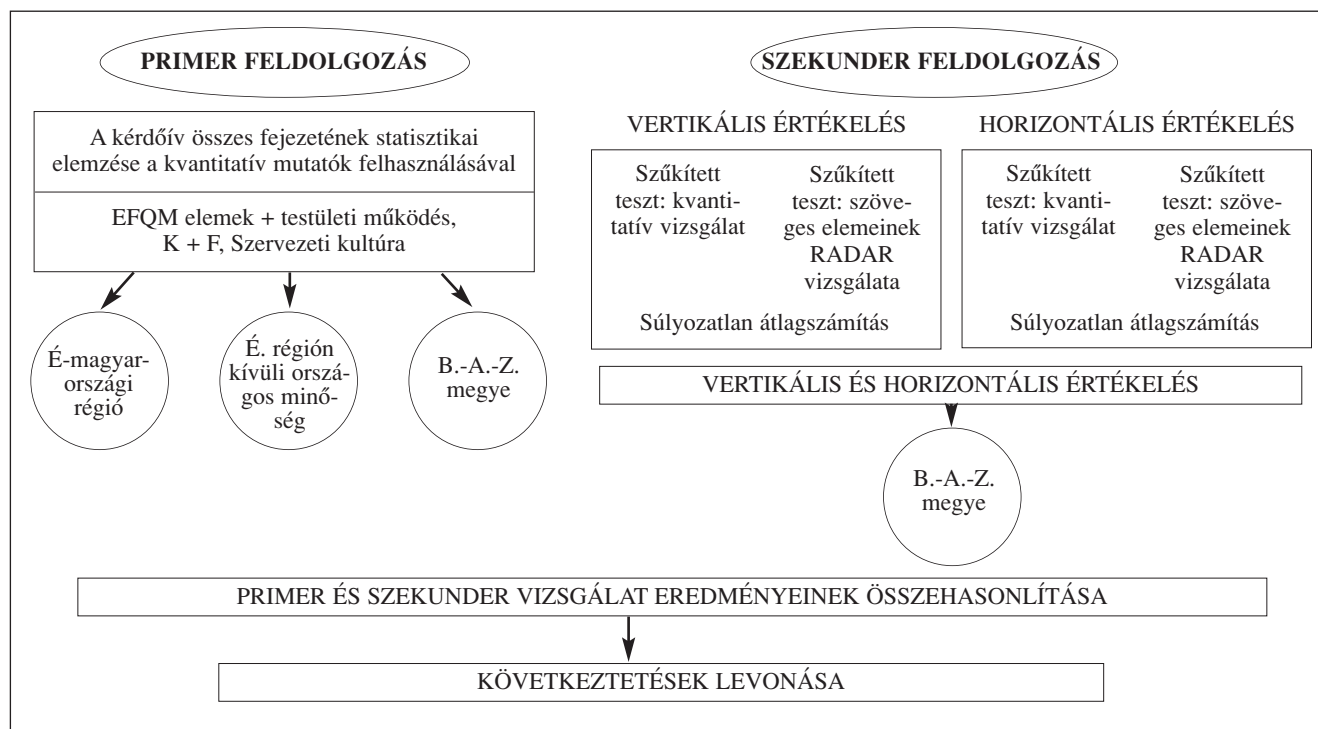 PRIMER FELDOLGOZÁS
A kérdőív összes fejezetének statisztikai
elemzése a kvantitatív mutatók felhasználásával
EFQM elemek + testületi működés,
K + F, Szervezeti kultúra
É-magyar-
országi
régió
É. régión
kívüli orszá-
gos minő-
ség
B.-A.-Z.
megye
SZEKUNDER FELDOLGOZÁS
VERTIKÁLIS ÉRTÉKELÉS
Szűkített
teszt: kvanti-
tatív vizsgálat
Szűkített
teszt: szöve-
ges elemeinek
RADAR
vizsgálata
Súlyozatlan átlagszámítás
HORIZONTÁLIS ÉRTÉKELÉS
Szűkített
teszt: kvanti-
tatív vizsgálat
Szűkített
teszt: szöve-
ges elemeinek
RADAR
vizsgálata
Súlyozatlan átlagszámítás
VERTIKÁLIS ÉS HORIZONTÁLIS ÉRTÉKELÉS
B.-A.-Z.
megye
PRIMER ÉS SZEKUNDER VIZSGÁLAT EREDMÉNYEINEK ÖSSZEHASONLÍTÁSA
KÖVETKEZTETÉSEK LEVONÁSA